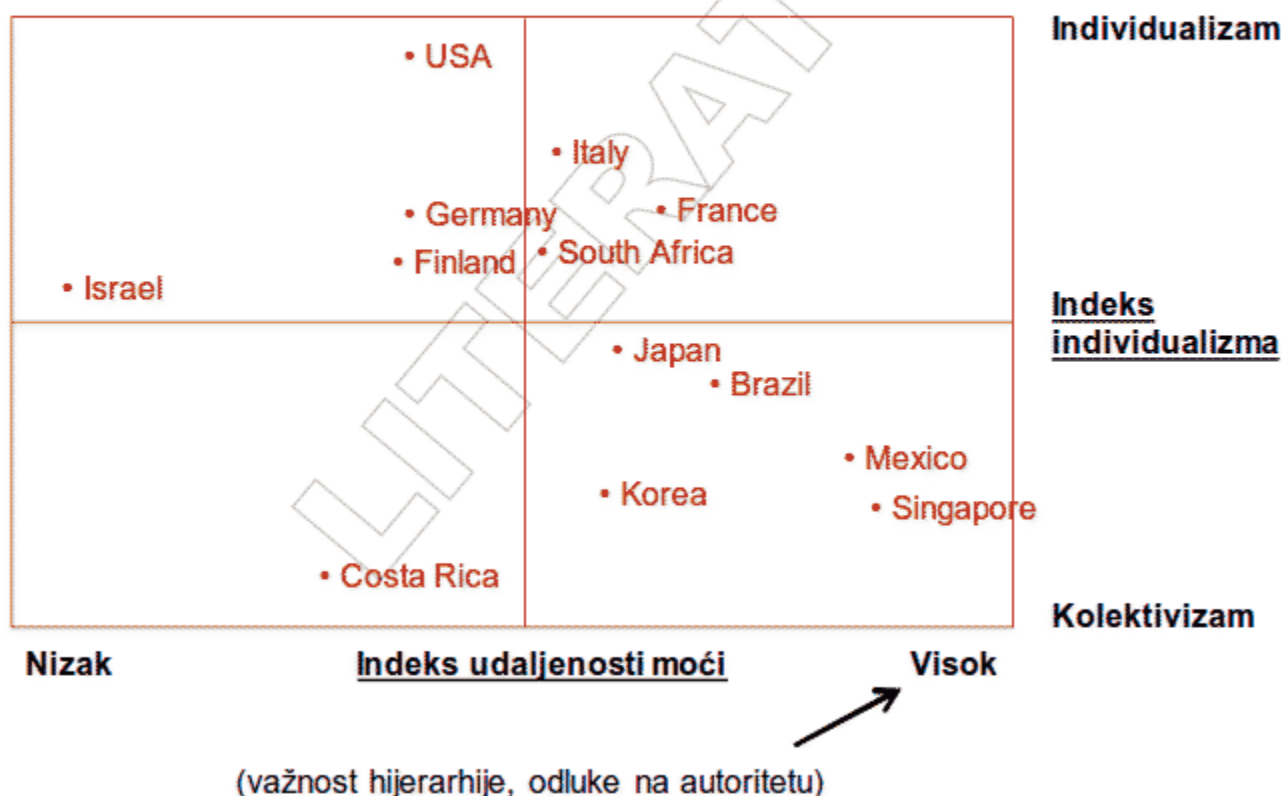 Individualizam
• USA
• Italy
• Germany
• France
• South Africa
• Finland
• Israel
Indeks
individualizma
• Japan
• Brazil
• Mexico
• Korea
• Singapore
• Costa Rica
Kolektivizam
Nizak
Indeks udaljenosti moći
Visok
(važnost hijerarhije, odluke na autoritetu)